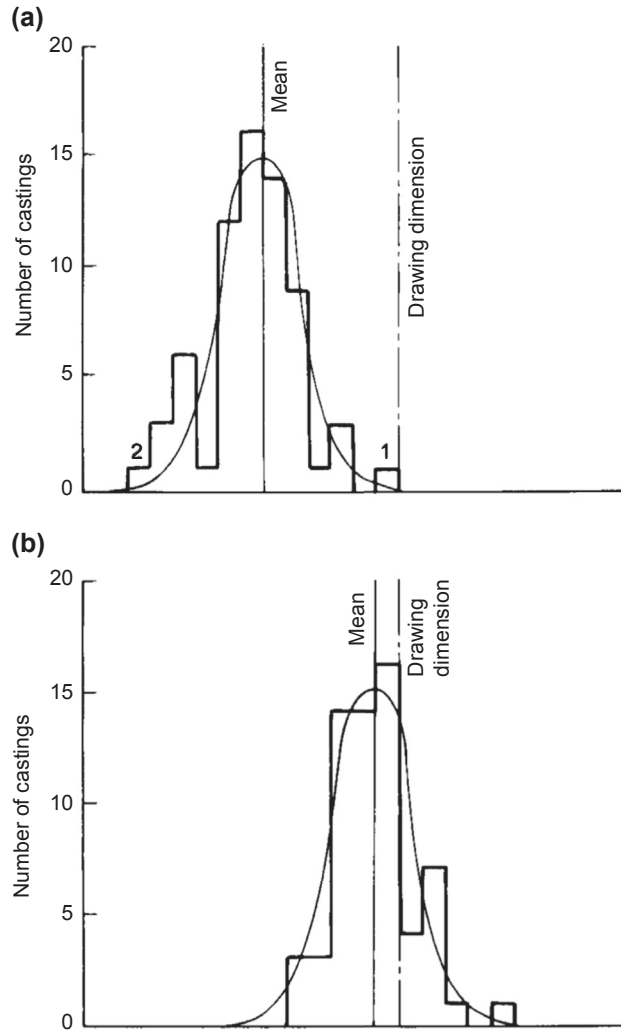 (a)
20
15
10
5
0
Number of castings
Mean
Drawing dimension
2
1
(b)
20
15
10
5
0
Number of castings
Mean
Drawing
dimension